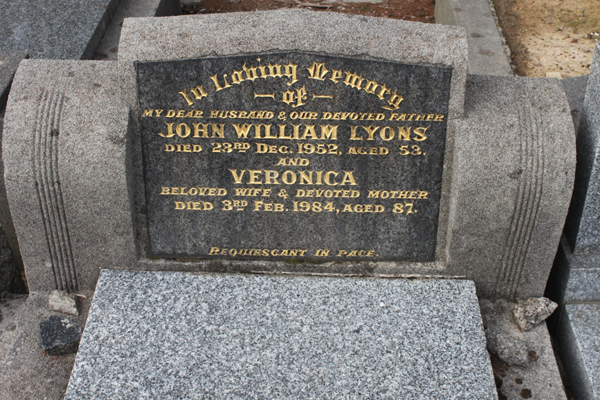 In Loving Memory
— of —
MY DEAR HUSBAND & OUR DEVOTED FATHER
JOHN WILLIAM LYONS
DIED 23RD DEC. 1952, AGED 53.
AND
VERONICA
BELOVED WIFE & DEVOTED MOTHER
DIED 3RD FEB. 1984, AGED 87.
REQUIESCANT IN PACE.